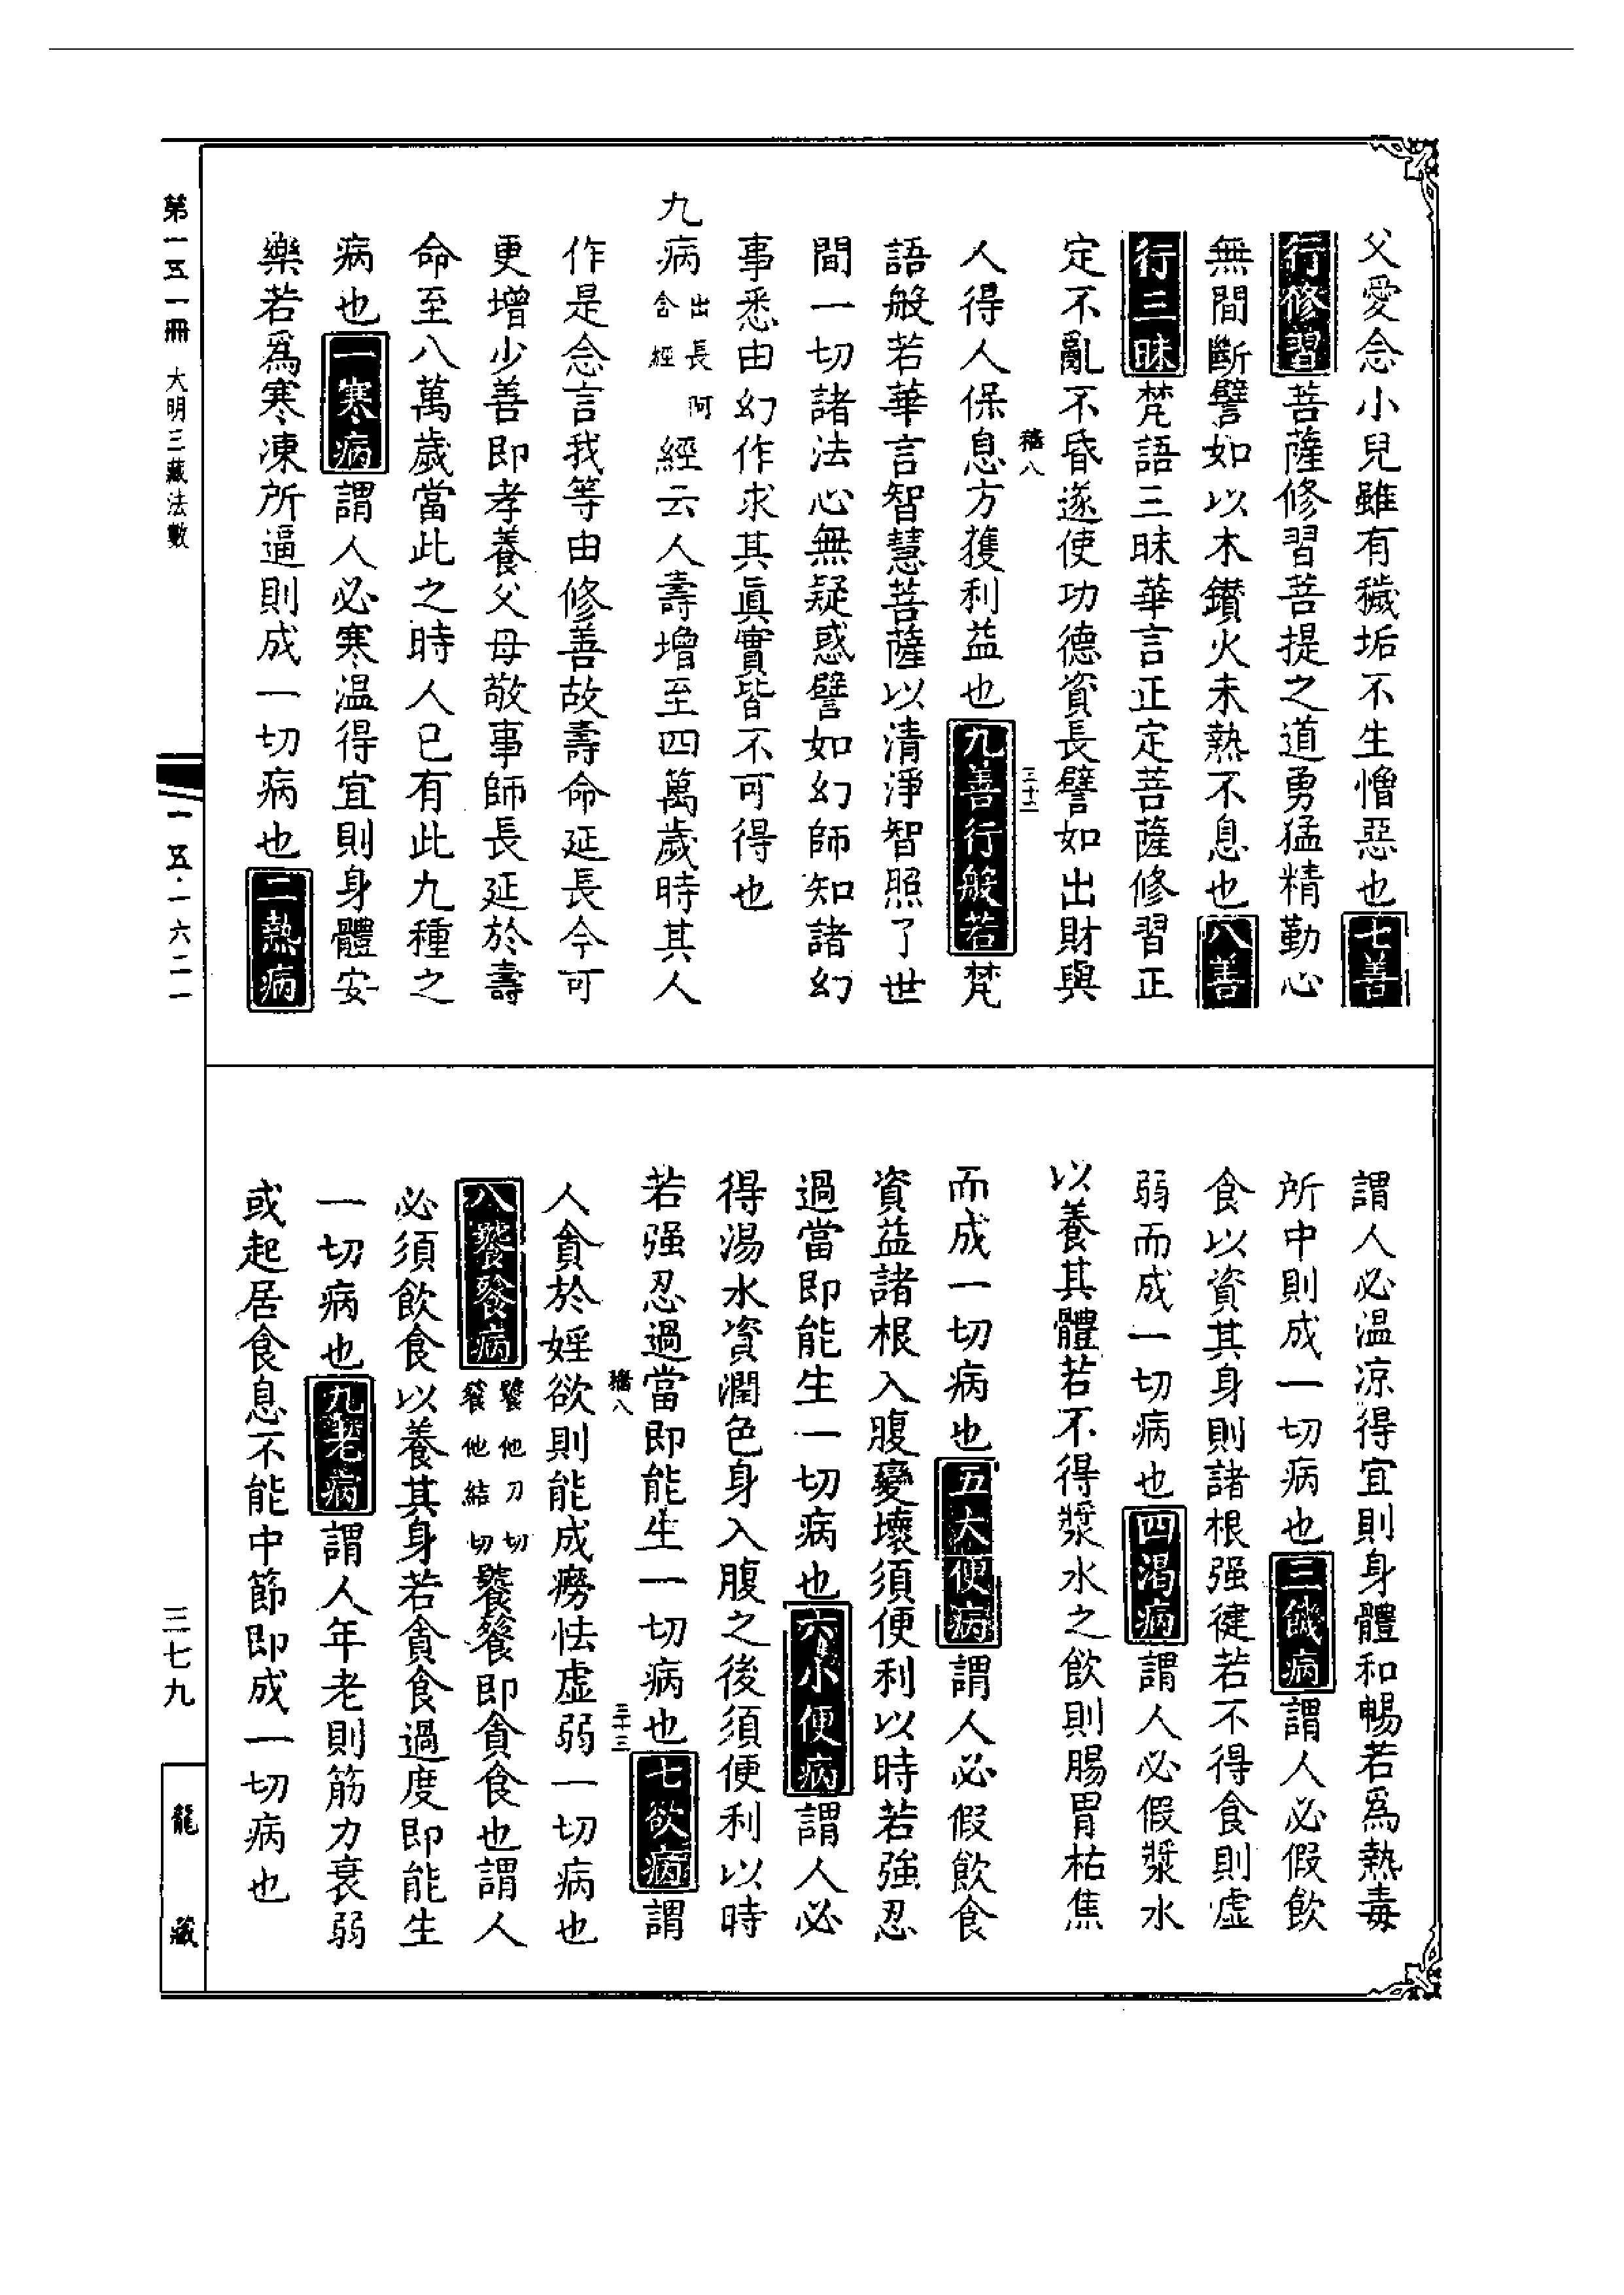 父愛念小兒雖有穢垢不生憎惡也七善
行修習菩薩修習菩提之道勇猛精勤心
無間斷譬如以木鑽火未熱不息也八善
行三昧梵語三昧華言正定菩薩修習正
定不亂不昏遂使功德資長譬如出財與
人得人保息方獲利益也九善行般若梵
語般若華言智慧菩薩以清淨智照了世
間一切諸法心無疑惑譬如幻師知諸幻
事悉由幻作求其眞實皆不可得也
九病出長阿含經經云人壽增至四萬歲時其人
作是念言我等由修善故壽命延長今可
更增少善即孝養父母敬事師長延於壽
命至八萬歲當此之時人已有此九種之
病也一寒病謂人必寒温得宜則身體安
樂若爲寒凍所逼則成一切病也二熱病
謂人必温凉得宜則身體和暢若爲熱毒
所中則成一切病也三饑病謂人必假飲
食以資其身則諸根强健若不得食則虛
弱而成一切病也四渴病謂人必假漿水
以養其體若不得漿水之飲則腸胃枯焦
而成一切病也五大便病謂人必假飲食
資益諸根入腹變壞須便利以時若強忍
過當即能生一切病也六小便病謂人必
得湯水資潤色身入腹之後須便利以時
若强忍過當即能生一切病也七欲病謂
人貪於婬欲則能成癆怯虛弱一切病也
八饕餮病饕他刀切餮他結切饕餮即貪食也謂人
必須飲食以養其身若貪食過度即能生
一切病也九老病謂人年老則筋力衰弱
或起居食息不能中節即成一切病也
第一五一冊 大明三藏法數
一五·一六二一
三七九
龍藏